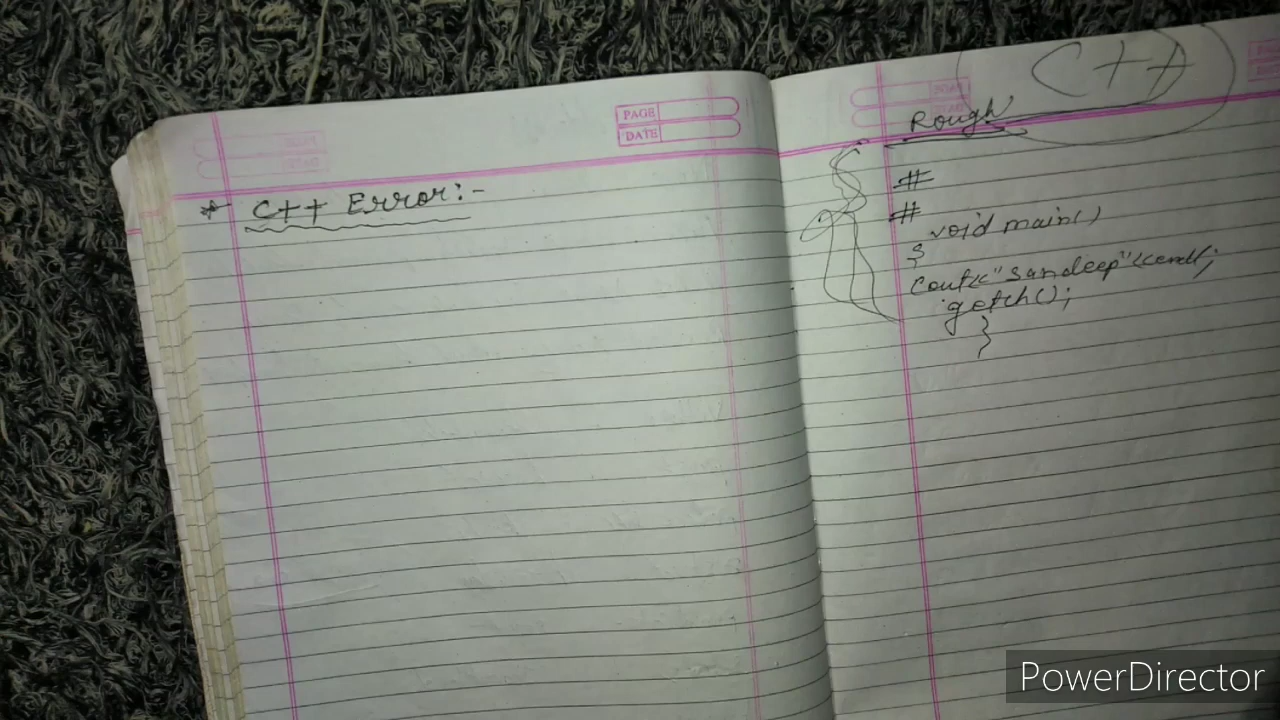 PAGE
DATE
* C++ Error:-
C++
Rough
#
#
void main()
{
cout<<"Sandeep"<<endl;
getch();
}
PowerDirector